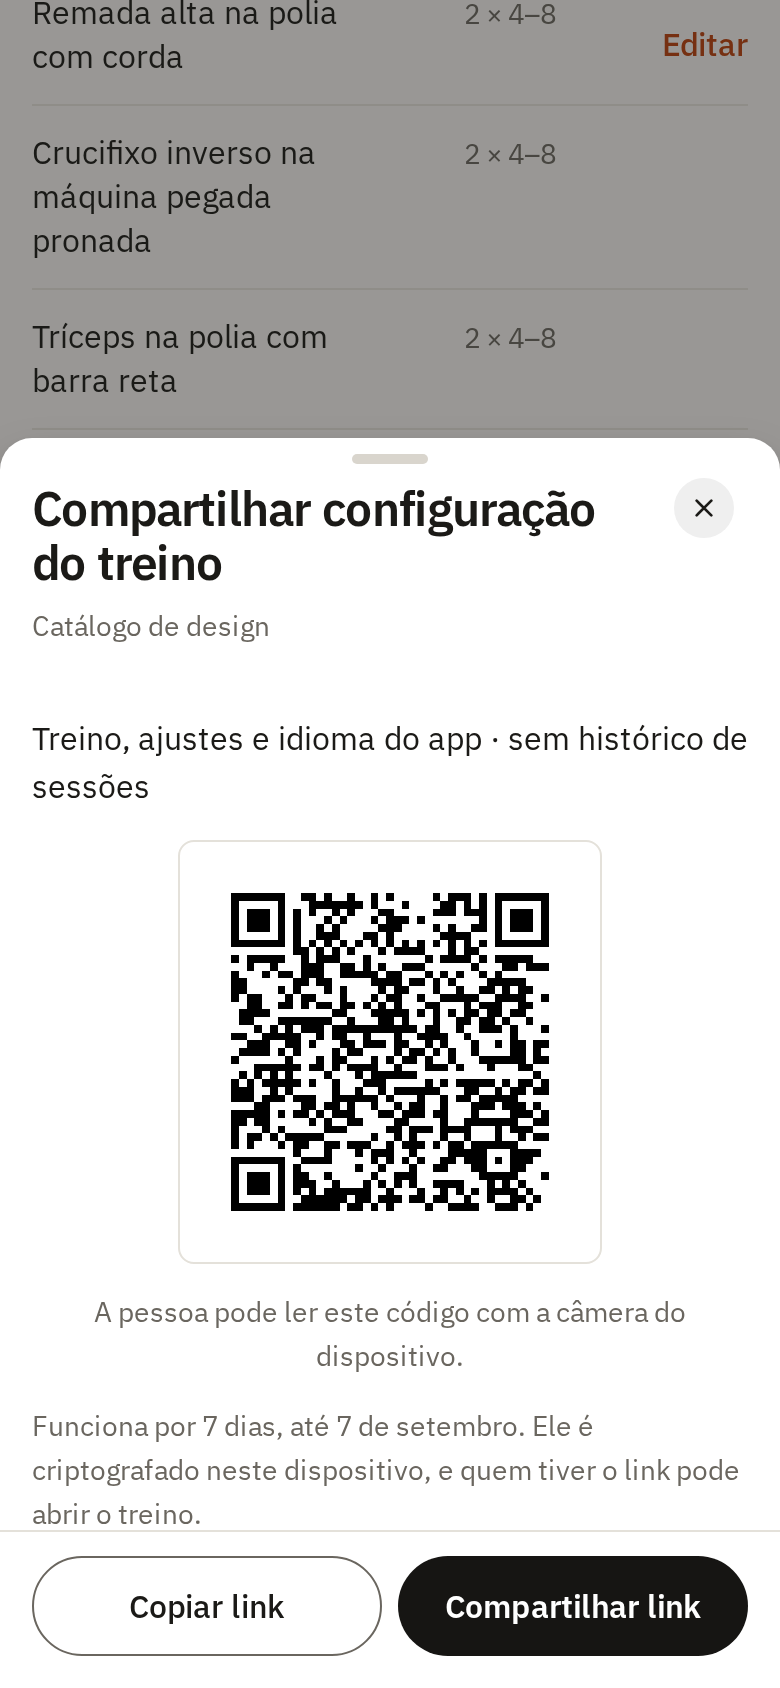 Remada alta na polia
com corda
2 × 4–8
Editar
Crucifixo inverso na
máquina pegada
pronada
2 × 4–8
Tríceps na polia com
barra reta
2 × 4–8
Compartilhar configuração
do treino
Catálogo de design
Treino, ajustes e idioma do app · sem histórico de
sessões
A pessoa pode ler este código com a câmera do
dispositivo.
Funciona por 7 dias, até 7 de setembro. Ele é
criptografado neste dispositivo, e quem tiver o link pode
abrir o treino.
Copiar link
Compartilhar link